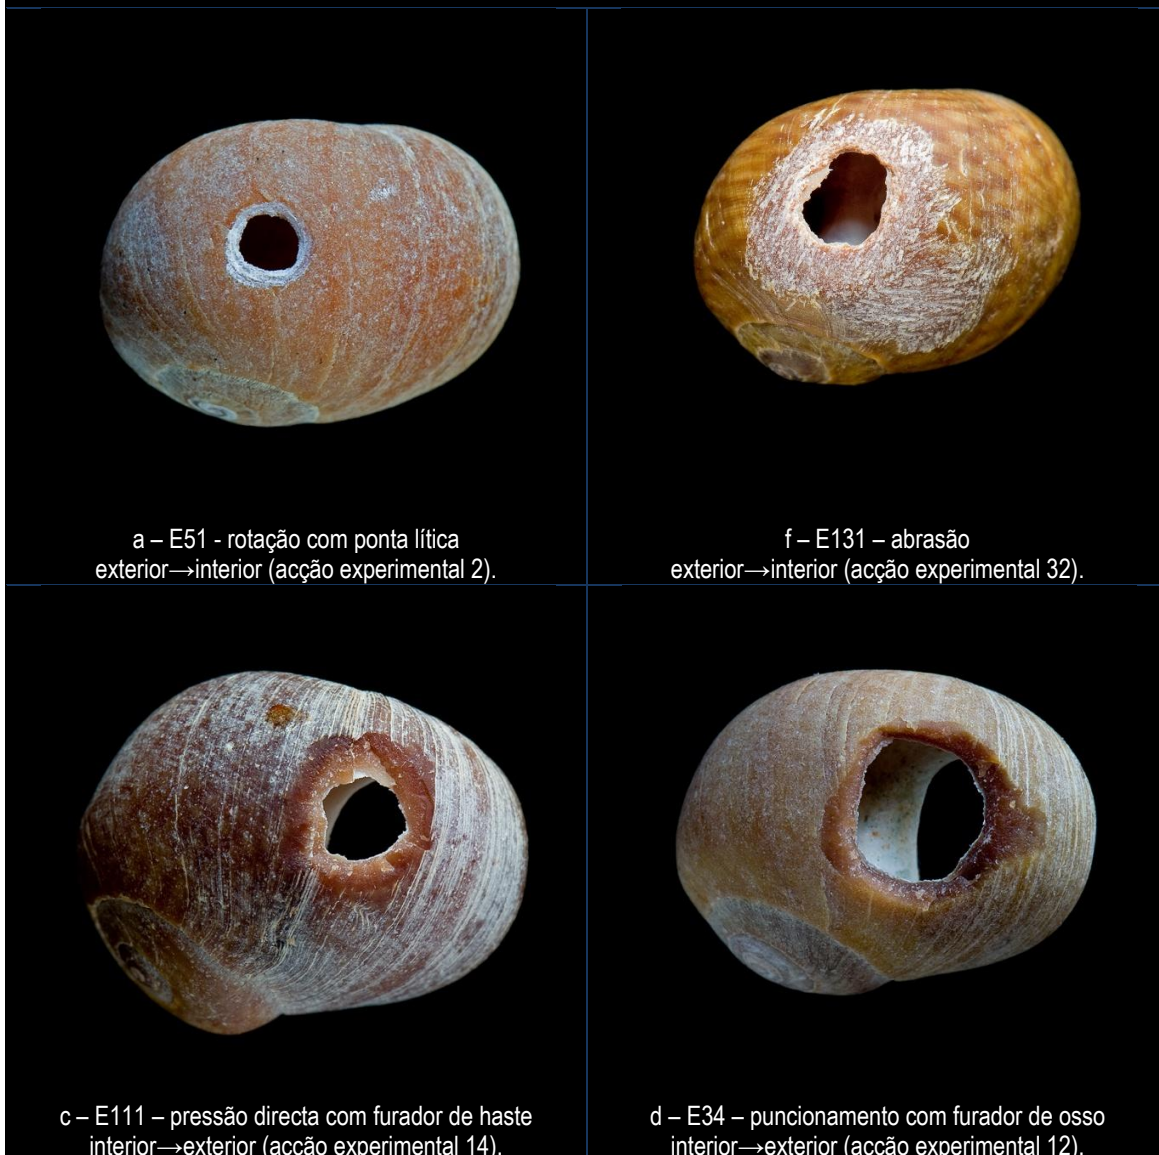 a – E51 - rotação com ponta lítica
exterior→interior (acção experimental 2).
f – E131 – abrasão
exterior→interior (acção experimental 32).
c – E111 – pressão directa com furador de haste
interior→exterior (acção experimental 14).
d – E34 – puncionamento com furador de osso
interior→exterior (acção experimental 12).